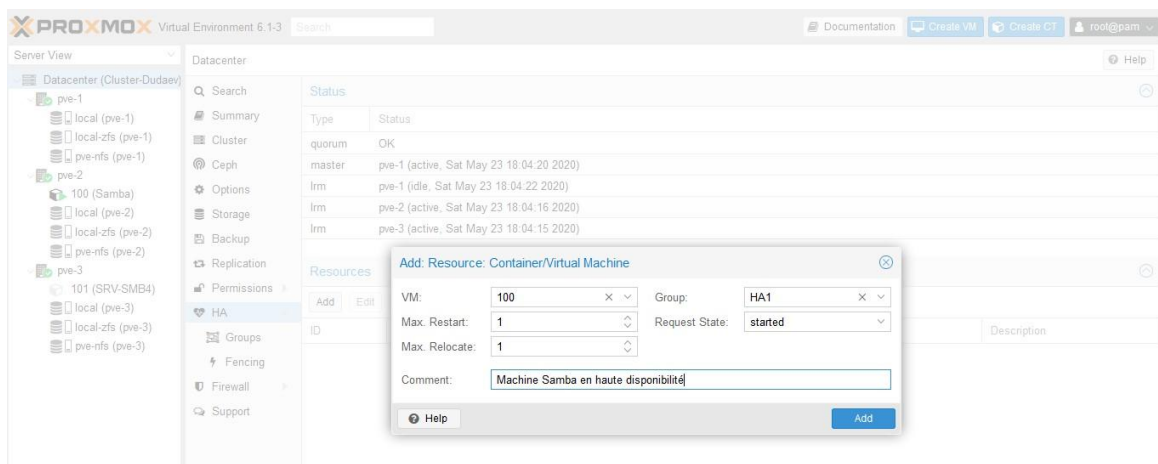 PROXMOX Virtual Environment 6.1-3 Search Documentation Create VM Create CT root@pam
Server View
Datacenter (Cluster-Dudaev)
pve-1
local (pve-1)
local-zfs (pve-1)
pve-nfs (pve-1)
pve-2
100 (Samba)
local (pve-2)
local-zfs (pve-2)
pve-nfs (pve-2)
pve-3
101 (SRV-SMB4)
local (pve-3)
local-zfs (pve-3)
pve-nfs (pve-3)
Datacenter Help
Search
Summary
Cluster
Ceph
Options
Storage
Backup
Replication
Permissions
HA
Groups
Fencing
Firewall
Support
Status
Type Status
quorum OK
master pve-1 (active, Sat May 23 18:04:20 2020)
lrm pve-1 (idle, Sat May 23 18:04:22 2020)
lrm pve-2 (active, Sat May 23 18:04:16 2020)
lrm pve-3 (active, Sat May 23 18:04:15 2020)
Resources
Add Edit
ID Description
Add: Resource: Container/Virtual Machine
VM: 100 Group: HA1
Max. Restart: 1 Request State: started
Max. Relocate: 1
Comment: Machine Samba en haute disponibilité
Help Add